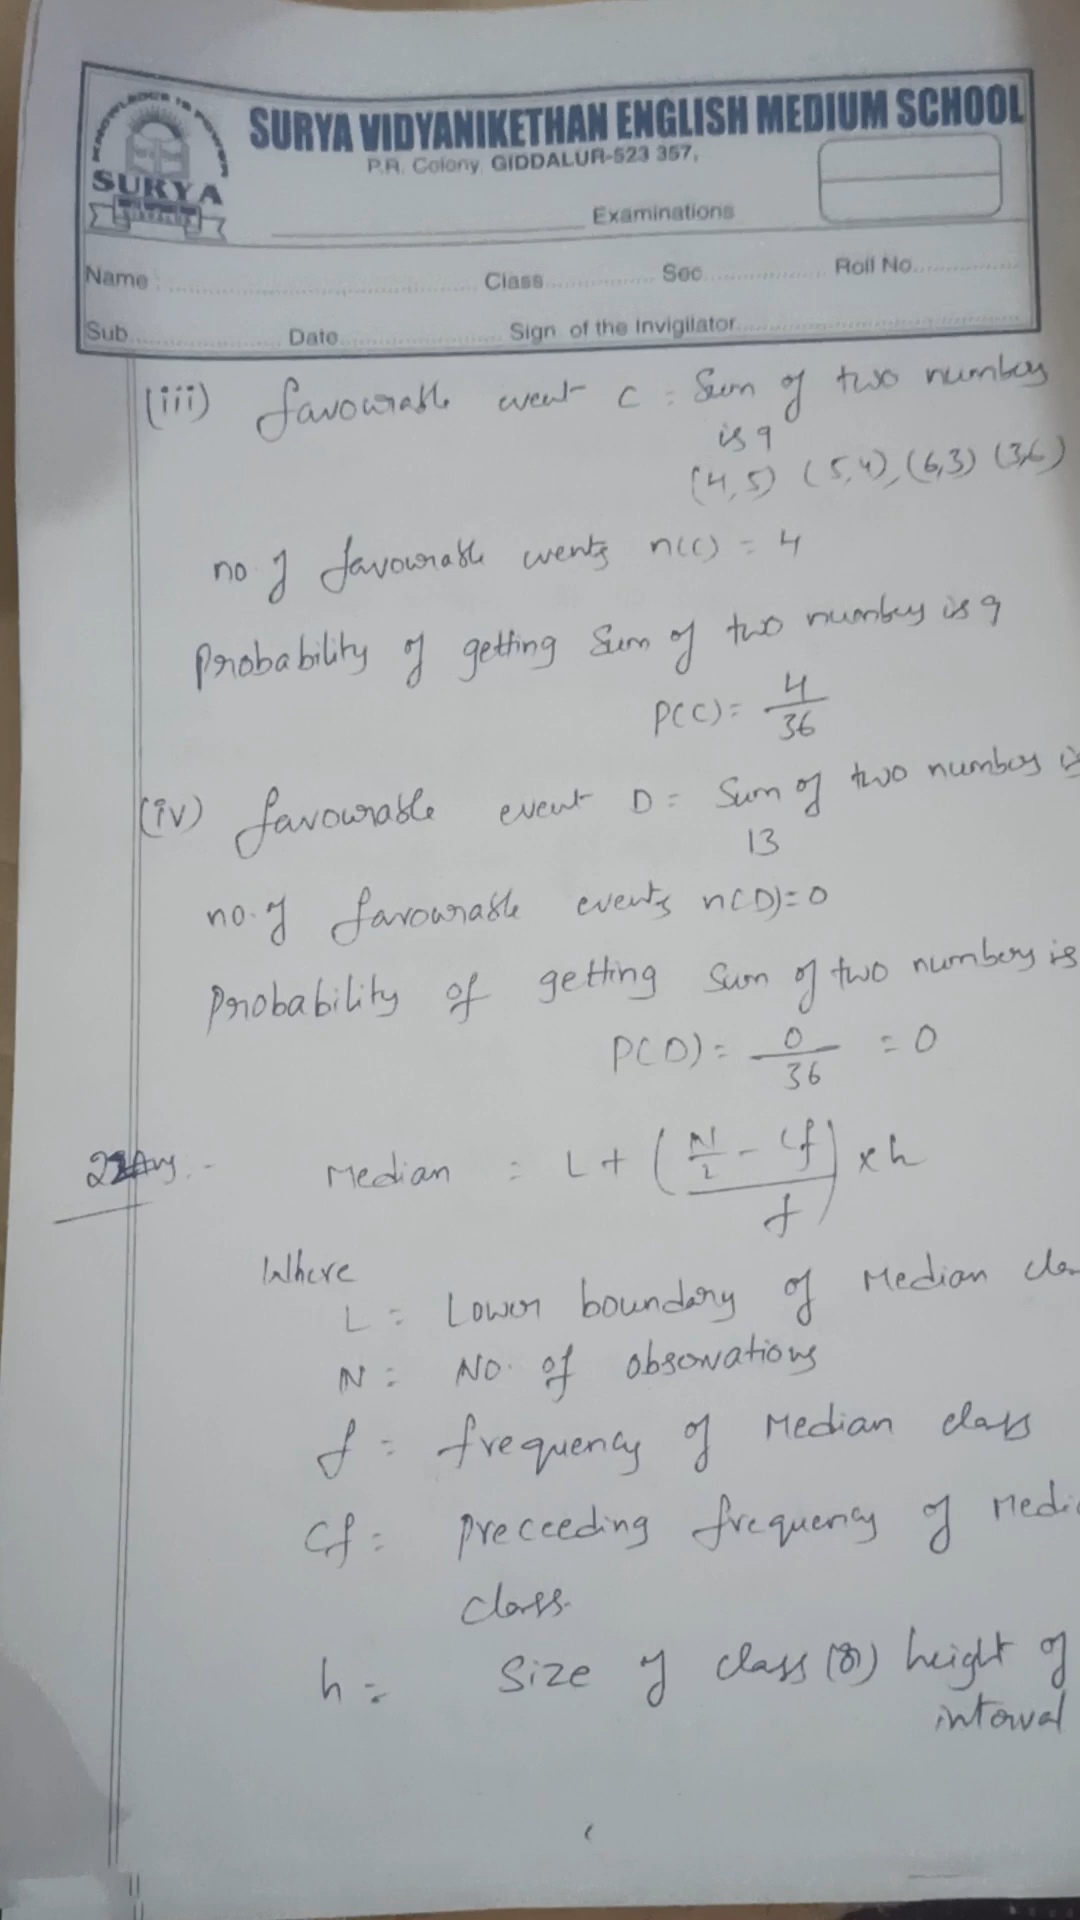 KNOWLEDGE IS POWER
SURYA
SURYA VIDYANIKETHAN ENGLISH MEDIUM SCHOOL
P.R. Colony, GIDDALUR-523 357,
Examinations
Name : Class Sec Roll No.
Sub Date Sign. of the Invigilator
(iii) favourable event C = Sum of two numbers
is 9
(4,5) (5,4), (6,3) (3,6)
no of favourable events n(C) = 4
Probability of getting Sum of two numbers is 9
P(C) = 4/36
(iv) favourable event D = Sum of two numbers is
13
no. of favourable events n(D)=0
Probability of getting Sum of two numbers is
P(D) = 0/36 = 0
Median = L + (N/2 - Cf / f) x h
Where
L = Lower boundary of Median cla
N = NO. of observations
f = frequency of Median class
Cf = preceeding frequency of Media
class.
h = Size of class (or) height of
interval